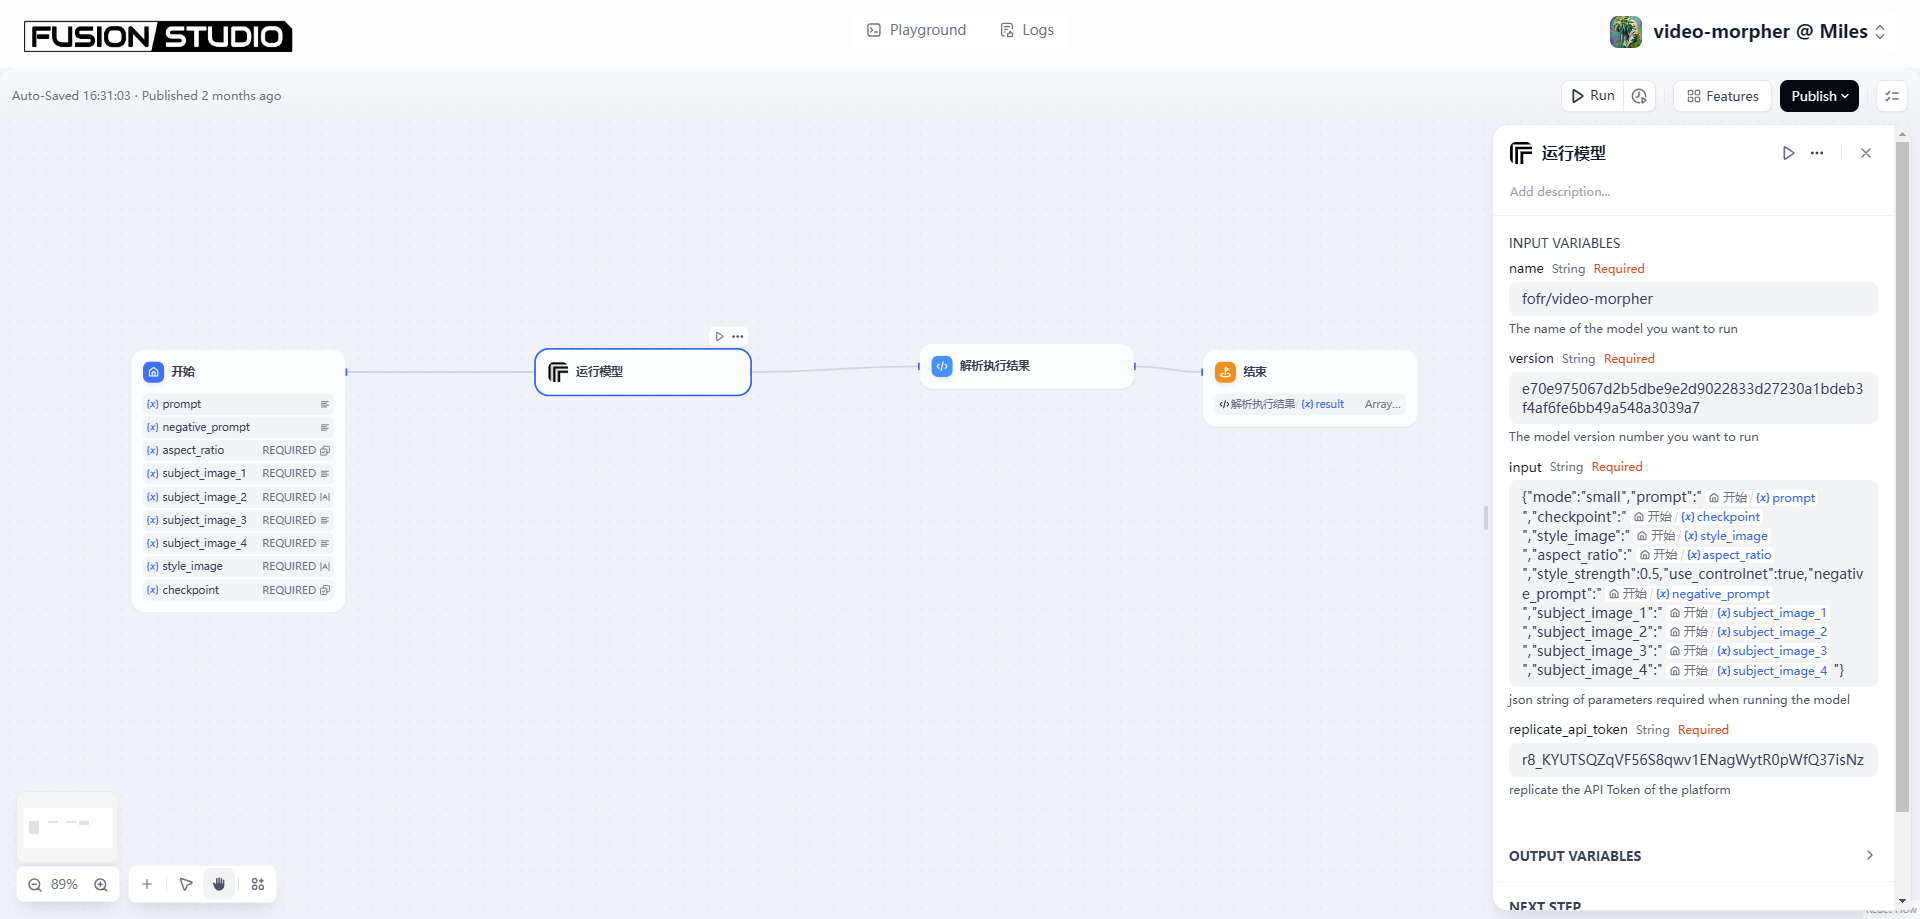 FUSION STUDIO
Playground
Logs
video-morpher @ Miles
Auto-Saved 16:31:03 · Published 2 months ago
Run
Features
Publish
开始
prompt
negative_prompt
aspect_ratio REQUIRED
subject_image_1 REQUIRED
subject_image_2 REQUIRED
subject_image_3 REQUIRED
subject_image_4 REQUIRED
style_image REQUIRED
checkpoint REQUIRED
运行模型
解析执行结果
结束
解析执行结果/{x} result Array...
89%
运行模型
Add description...
INPUT VARIABLES
name String Required
fofr/video-morpher
The name of the model you want to run
version String Required
e70e975067d2b5dbe9e2d9022833d27230a1bdeb3
f4af6fe6bb49a548a3039a7
The model version number you want to run
input String Required
{"mode":"small","prompt":" 开始/{x} prompt
","checkpoint":" 开始/{x} checkpoint
","style_image":" 开始/{x} style_image
","aspect_ratio":" 开始/{x} aspect_ratio
","style_strength":0.5,"use_controlnet":true,"negativ
e_prompt":" 开始/{x} negative_prompt
","subject_image_1":" 开始/{x} subject_image_1
","subject_image_2":" 开始/{x} subject_image_2
","subject_image_3":" 开始/{x} subject_image_3
","subject_image_4":" 开始/{x} subject_image_4 "}
json string of parameters required when running the model
replicate_api_token String Required
r8_KYUTSQZqVF56S8qwv1ENagWytR0pWfQ37isNz
replicate the API Token of the platform
OUTPUT VARIABLES
NEXT STEP